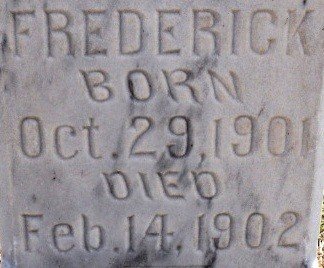 FREDERICK
BORN
Oct. 29, 1901
DIED
Feb. 14, 1902